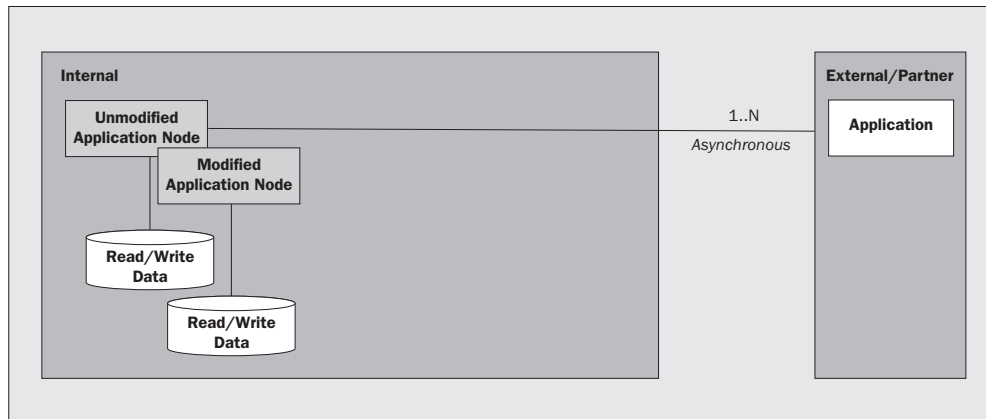 Internal
Unmodified
Application Node
Modified
Application Node
Read/Write
Data
Read/Write
Data
1..N
Asynchronous
External/Partner
Application